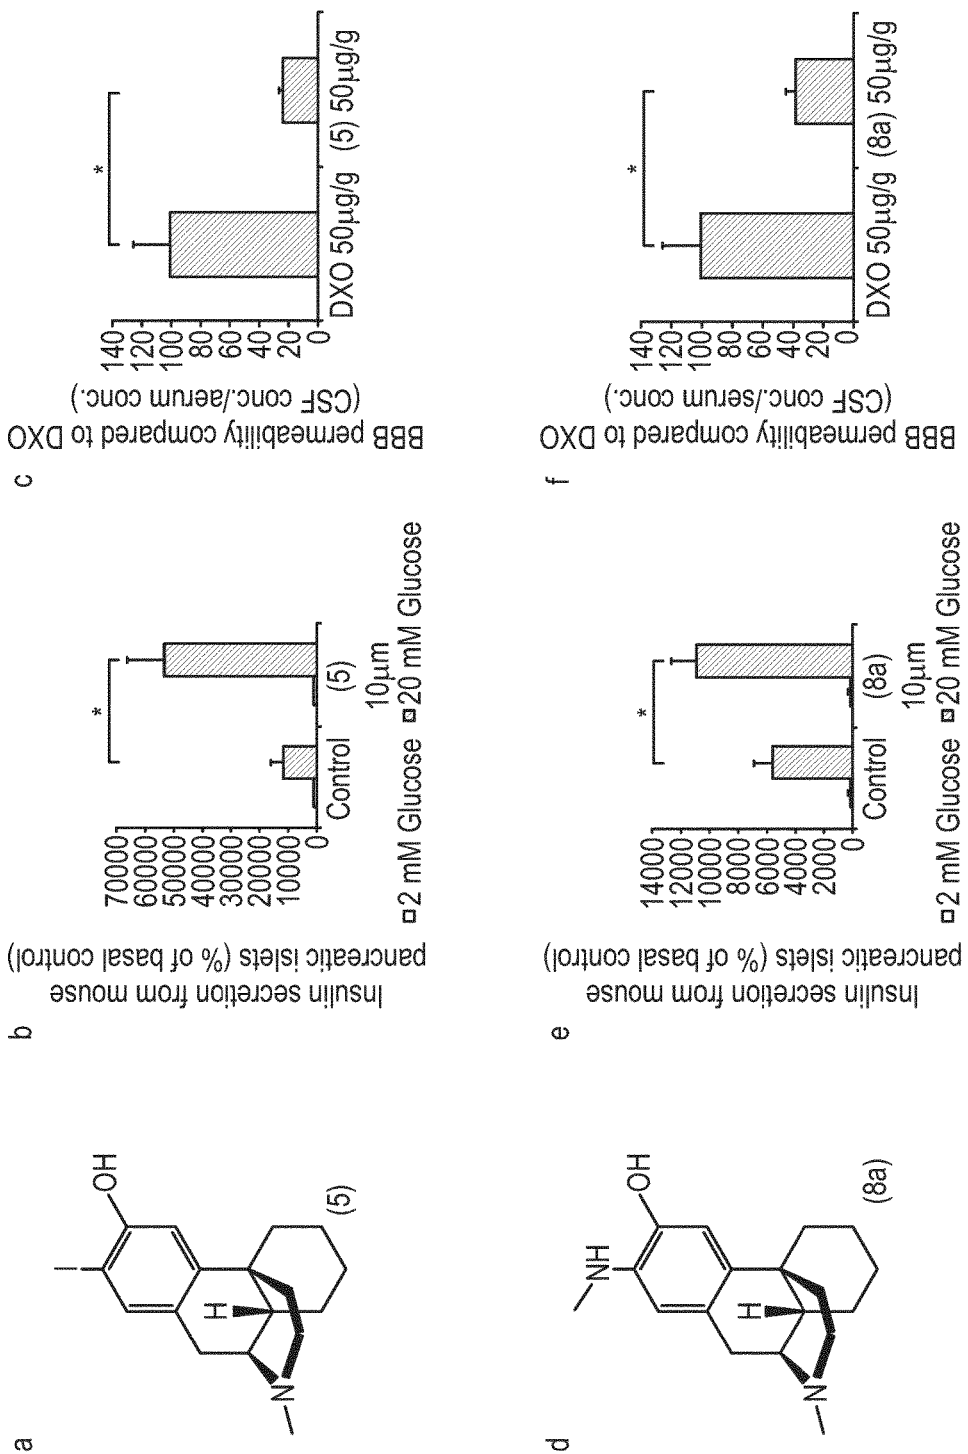 a
I
OH
H
N
(5)
b
Insulin secretion from mouse
pancreatic islets (% of basal control)
70000
60000
50000
40000
30000
20000
10000
0
*
Control
(5)
10µm
2 mM Glucose 20 mM Glucose
c
BBB permeability compared to DXO
(CSF conc./aerum conc.)
140
120
100
80
60
40
20
0
*
DXO 50µg/g (5) 50µg/g
d
NH
OH
H
N
(8a)
e
Insulin secretion from mouse
pancreatic islets (% of basal control)
14000
12000
10000
8000
6000
4000
2000
0
*
Control
(8a)
10µm
2 mM Glucose 20 mM Glucose
f
BBB permeability compared to DXO
(CSF conc./serum conc.
140
120
100
80
60
40
20
0
*
DXO 50µg/g (8a) 50µg/g